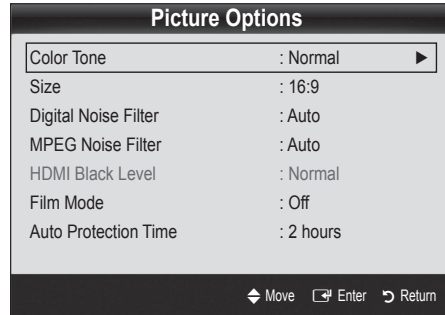 Picture Options
Color Tone : Normal ►
Size : 16:9
Digital Noise Filter : Auto
MPEG Noise Filter : Auto
HDMI Black Level : Normal
Film Mode : Off
Auto Protection Time : 2 hours
Move Enter Return